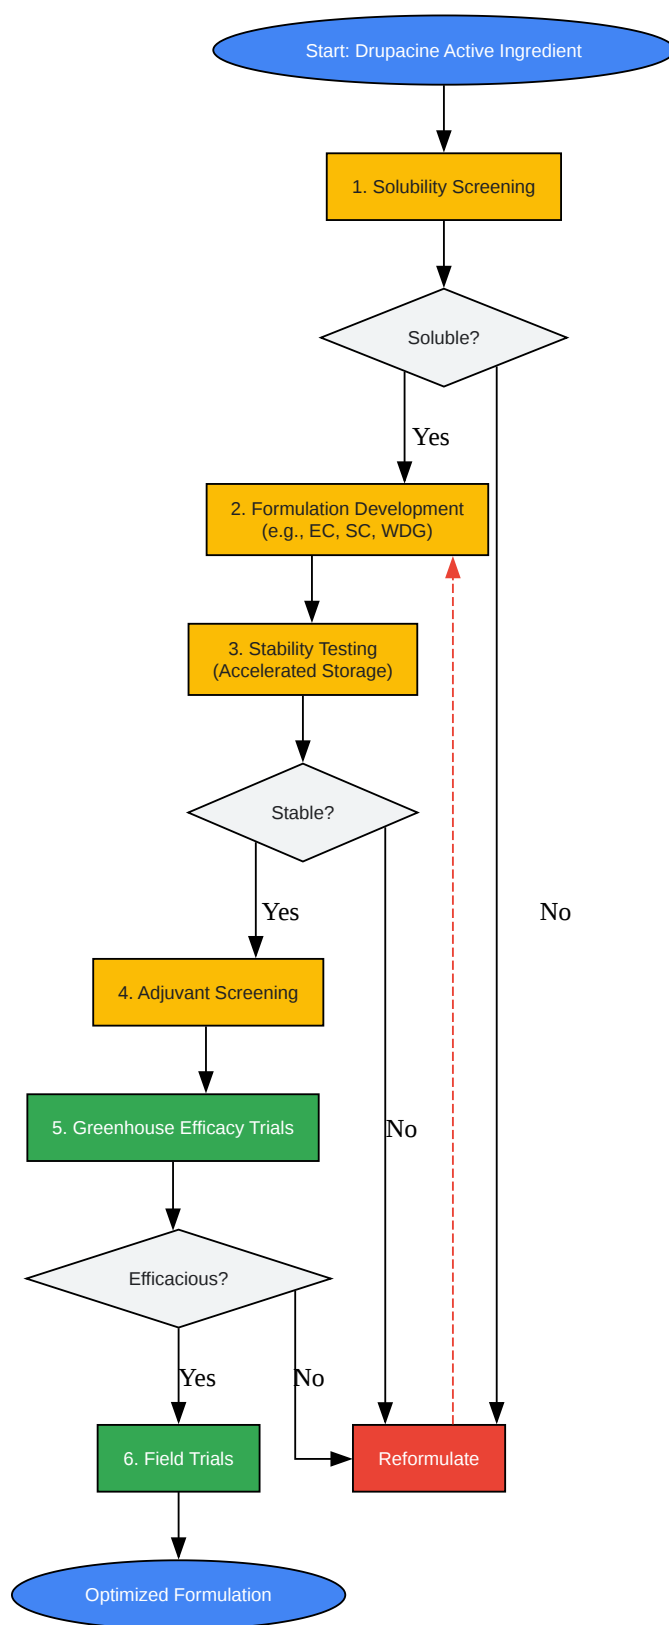 Start: Drupacine Active Ingredient
1. Solubility Screening
Soluble?
Yes
2. Formulation Development
(e.g., EC, SC, WDG)
3. Stability Testing
(Accelerated Storage)
Stable?
Yes
No
4. Adjuvant Screening
5. Greenhouse Efficacy Trials
No
Efficacious?
Yes
No
6. Field Trials
Reformulate
Optimized Formulation